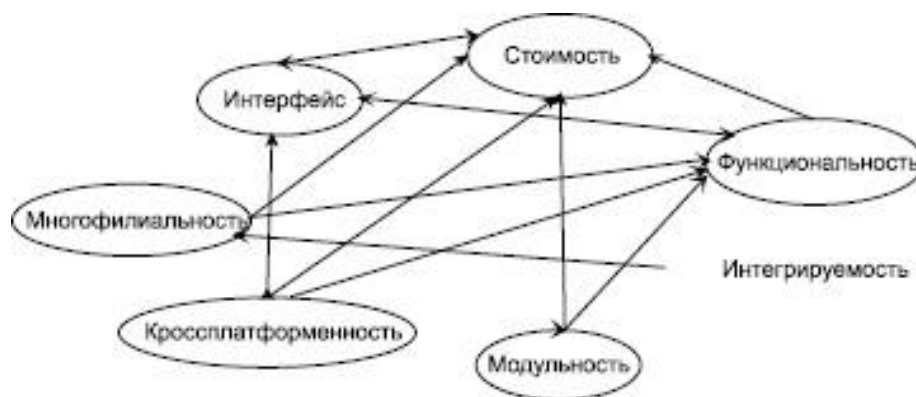 Стоимость
Интерфейс
Функциональность
Многофилиальность
Интегрируемость
Кроссплатформенность
Модульность